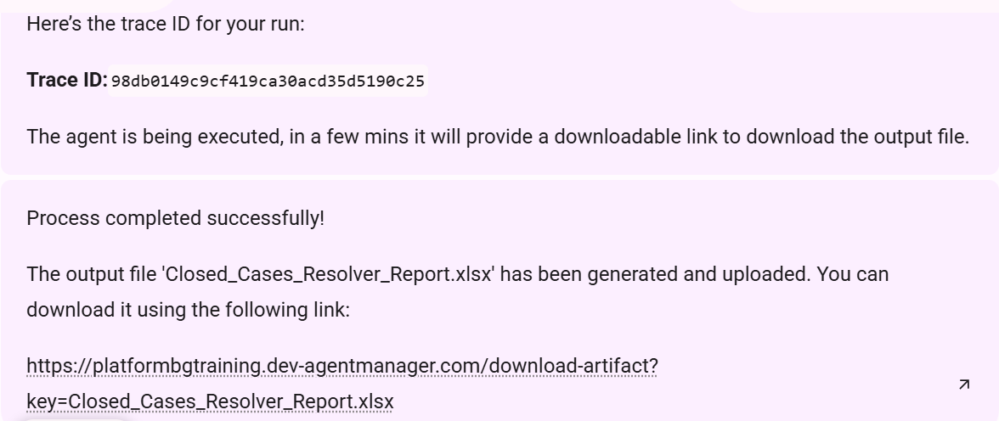 Here’s the trace ID for your run:
Trace ID: 98db0149c9cf419ca30acd35d5190c25
The agent is being executed, in a few mins it will provide a downloadable link to download the output file.
Process completed successfully!
The output file 'Closed_Cases_Resolver_Report.xlsx' has been generated and uploaded. You can
download it using the following link:
https://platformbgtraining.dev-agentmanager.com/download-artifact?
key=Closed_Cases_Resolver_Report.xlsx